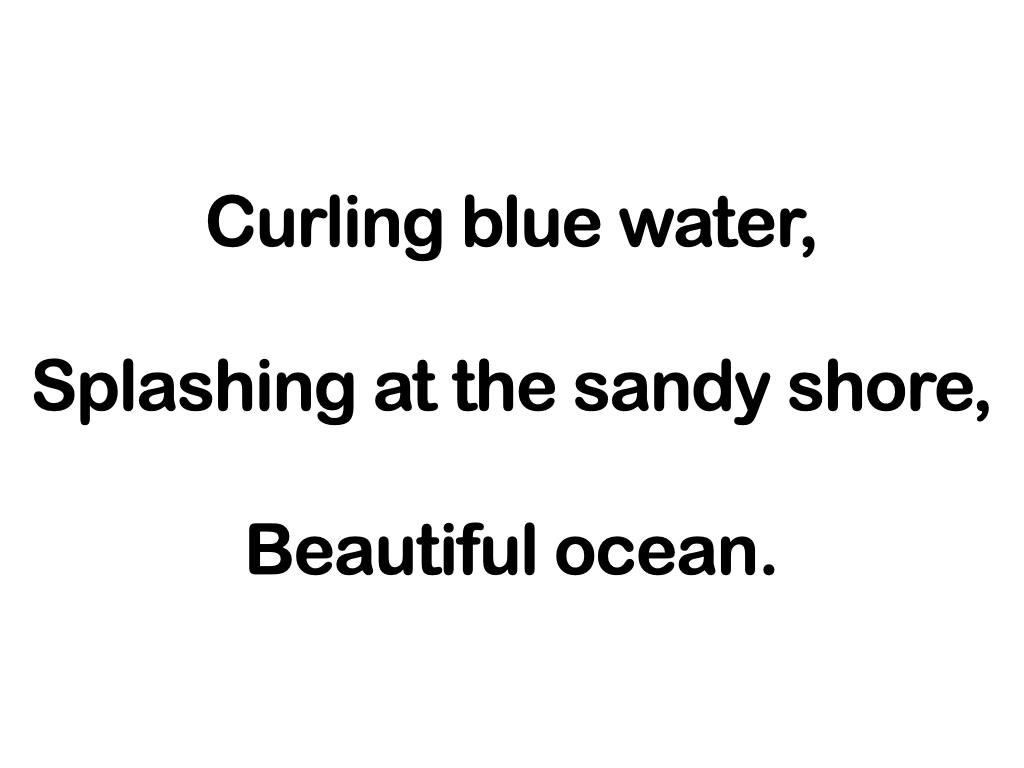 Curling blue water,
Splashing at the sandy shore,
Beautiful ocean.